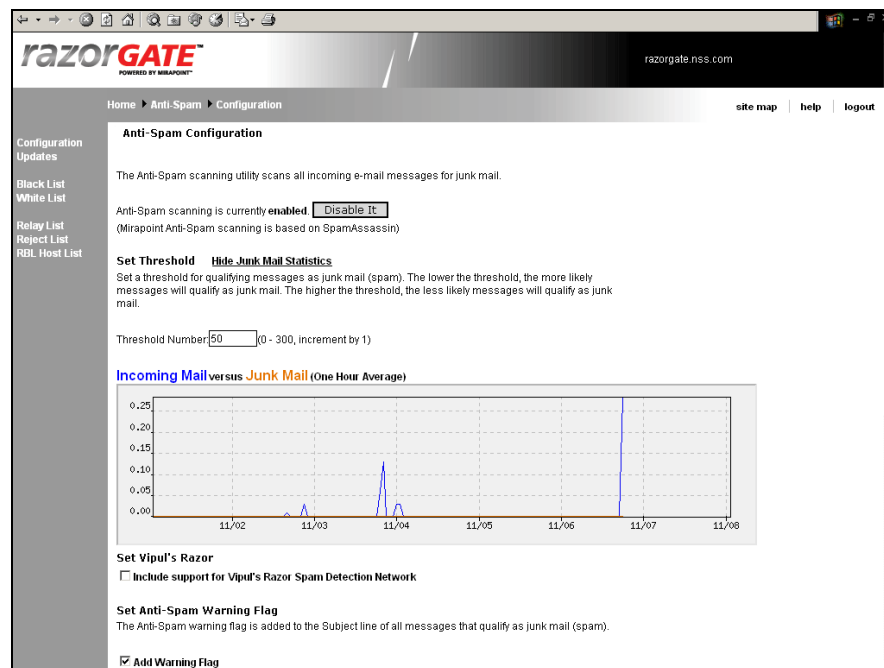 razorGATE™
POWERED BY MIRAPOINT™
razorgate.nss.com
Home Anti-Spam Configuration
site map help logout
Configuration
Updates
Black List
White List
Relay List
Reject List
RBL Host List
Anti-Spam Configuration
The Anti-Spam scanning utility scans all incoming e-mail messages for junk mail.
Anti-Spam scanning is currently enabled. Disable It
(Mirapoint Anti-Spam scanning is based on SpamAssassin)
Set Threshold Hide Junk Mail Statistics
Set a threshold for qualifying messages as junk mail (spam). The lower the threshold, the more likely
messages will qualify as junk mail. The higher the threshold, the less likely messages will qualify as junk
mail.
Threshold Number: 50 (0 - 300, increment by 1)
Incoming Mail versus Junk Mail (One Hour Average)
0.25
0.20
0.15
0.10
0.05
0.00
11/02 11/03 11/04 11/05 11/06 11/07 11/08
Set Vipul's Razor
Include support for Vipul's Razor Spam Detection Network
Set Anti-Spam Warning Flag
The Anti-Spam warning flag is added to the Subject line of all messages that qualify as junk mail (spam).
Add Warning Flag